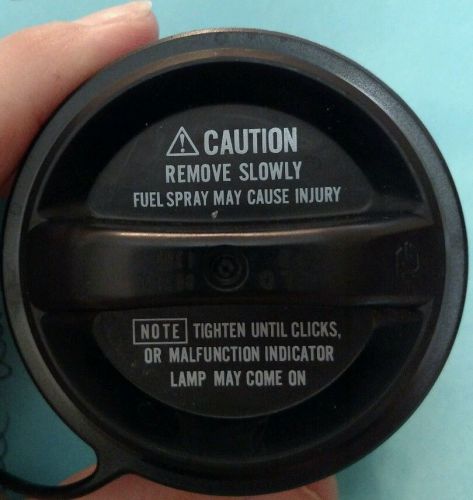 CAUTION
REMOVE SLOWLY
FUEL SPRAY MAY CAUSE INJURY
NOTE TIGHTEN UNTIL CLICKS,
OR MALFUNCTION INDICATOR
LAMP MAY COME ON